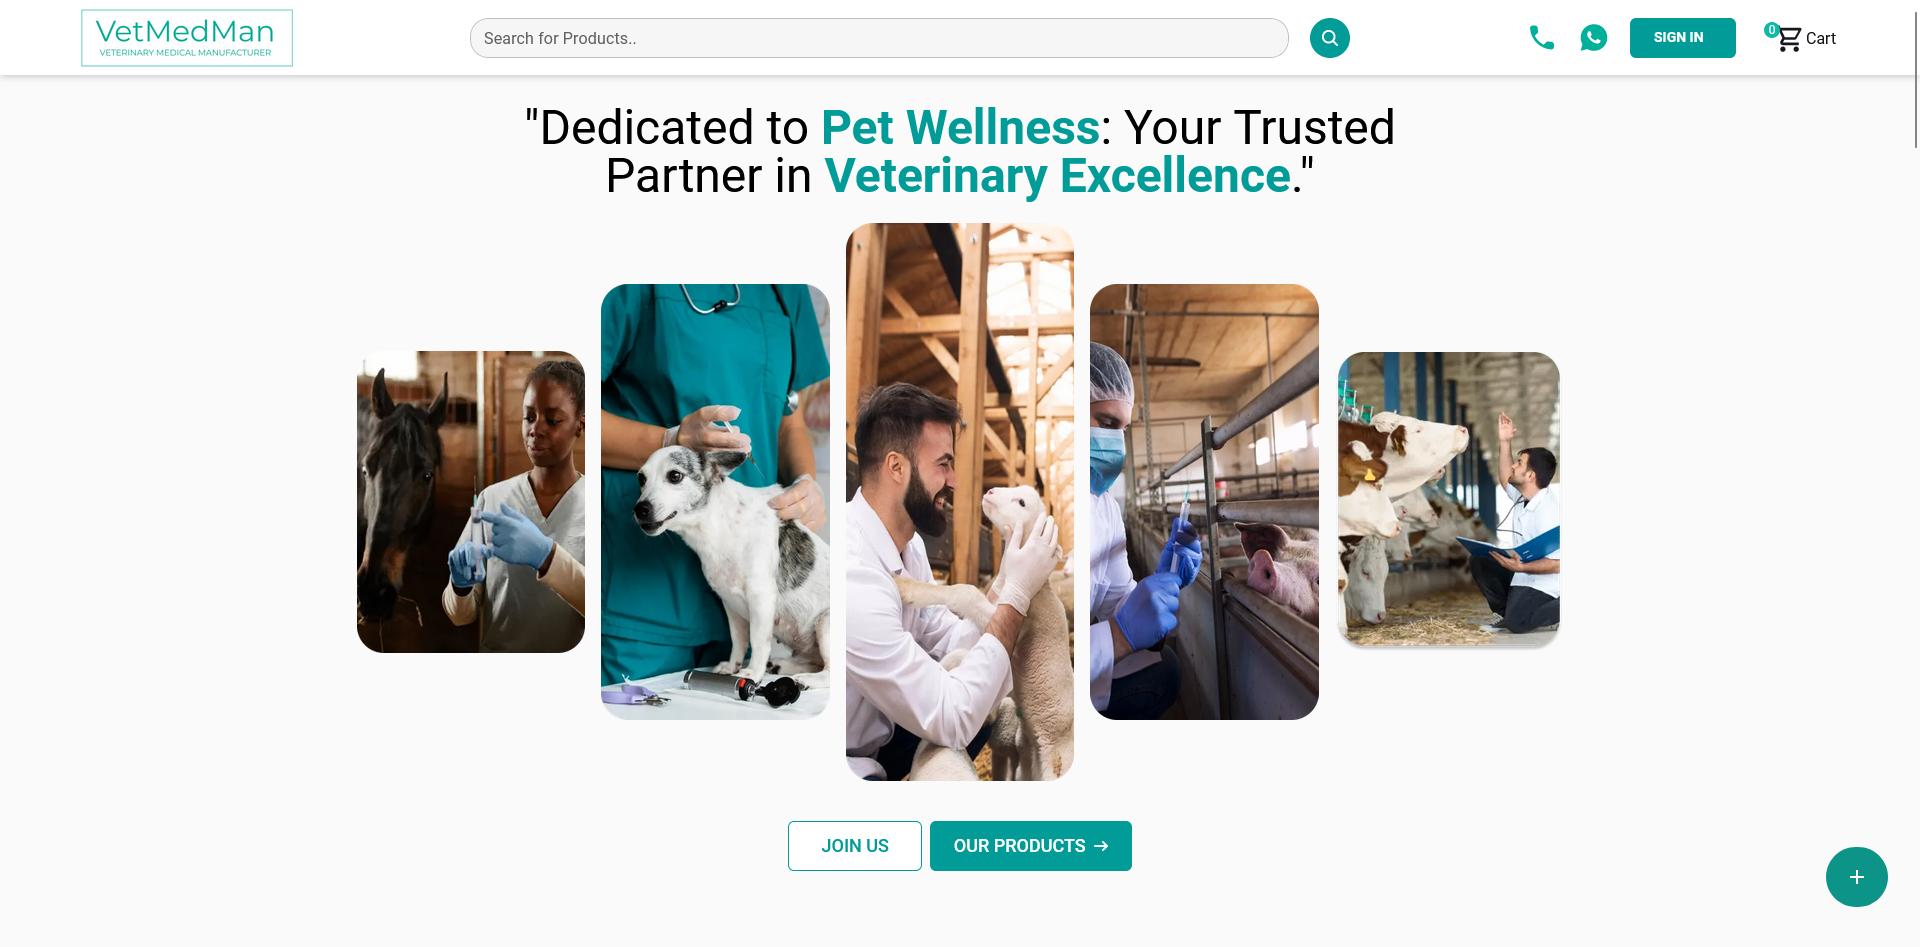 VetMedMan
VETERINARY MEDICAL MANUFACTURER
Search for Products..
SIGN IN
0
Cart
"Dedicated to Pet Wellness: Your Trusted
Partner in Veterinary Excellence."
JOIN US
OUR PRODUCTS →
+